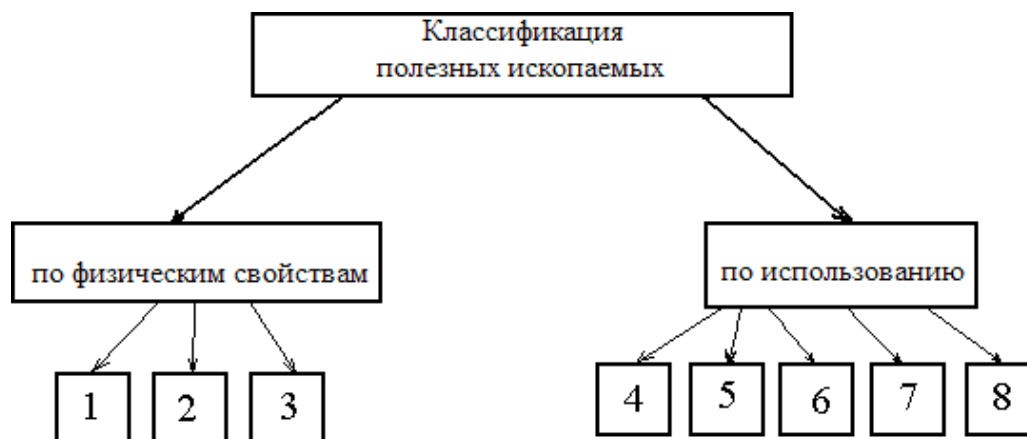 Классификация
полезных ископаемых
по физическим свойствам
по использованию
1 2 3 4 5 6 7 8